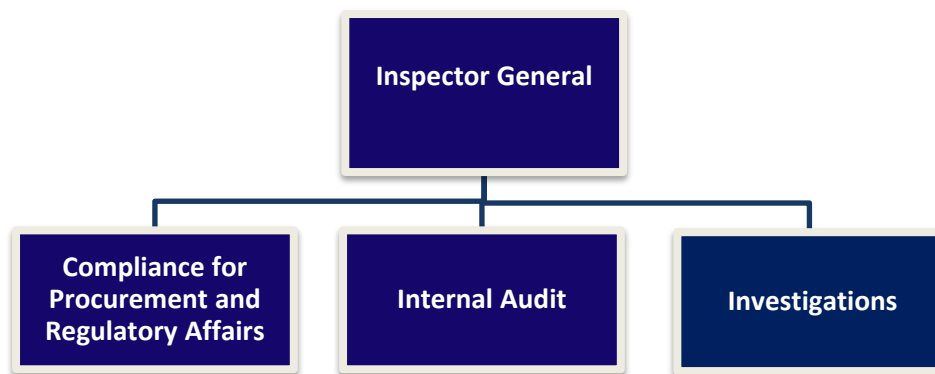 Inspector General
Compliance for
Procurement and
Regulatory Affairs
Internal Audit
Investigations